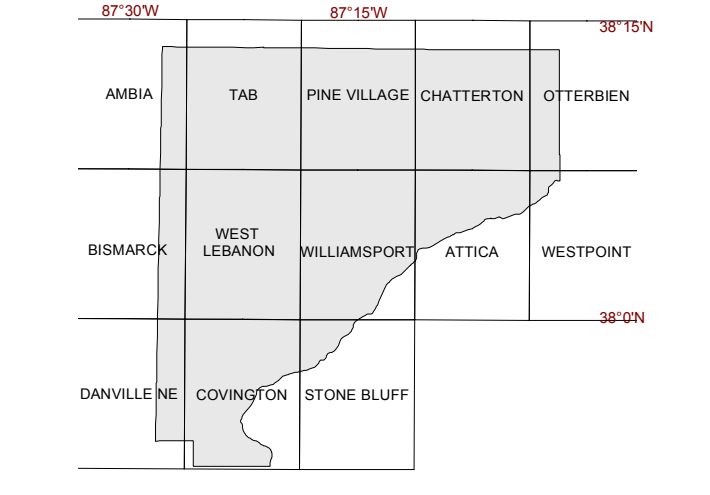 87°30'W 87°15'W
38°15'N
AMBIA TAB PINE VILLAGE CHATTERTON OTTERBIEN
BISMARCK WEST LEBANON WILLIAMSPORT ATTICA WESTPOINT
38°0'N
DANVILLE NE COVINGTON STONE BLUFF